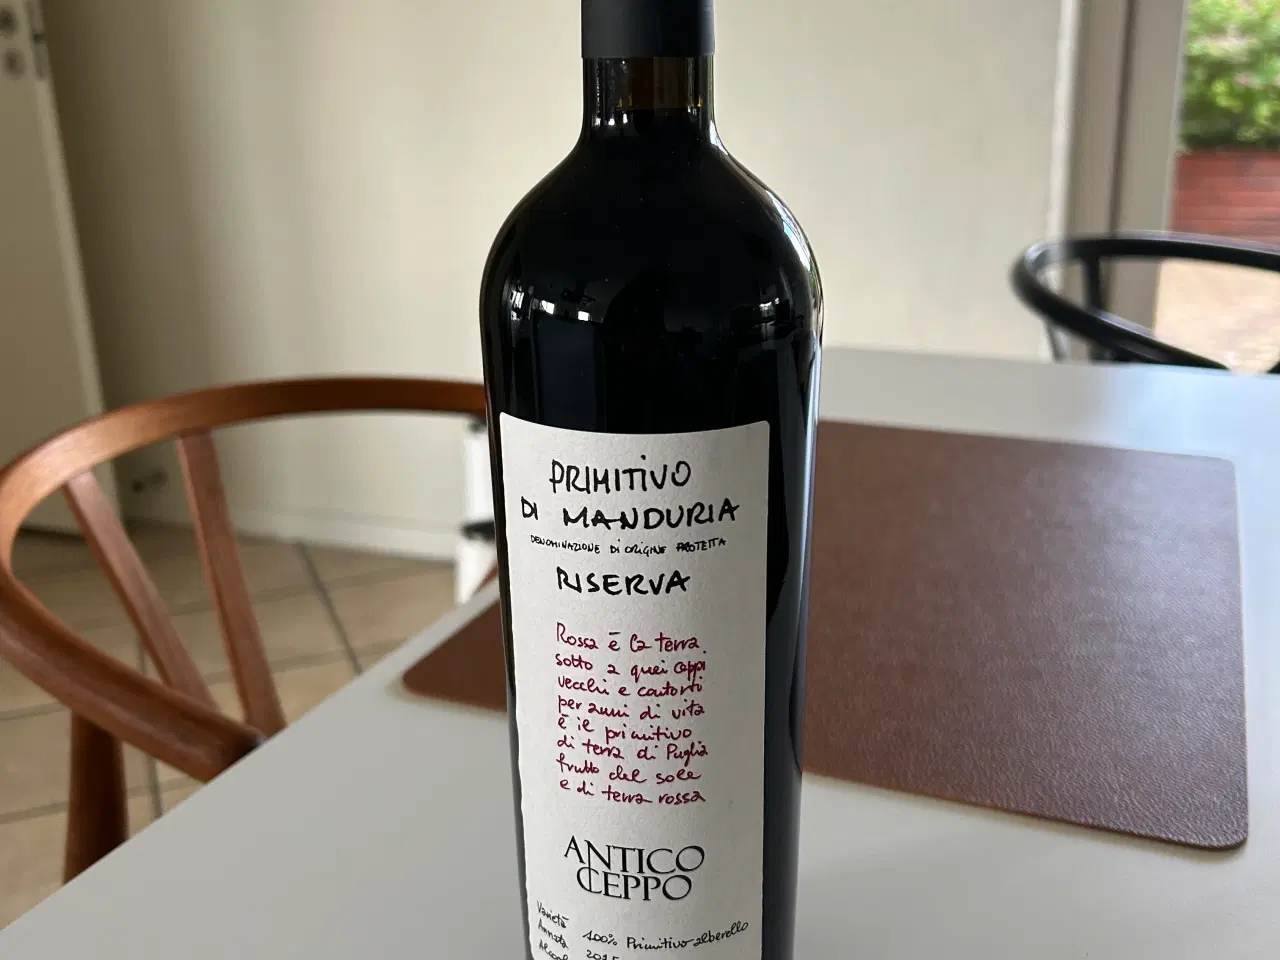 PRIMITIVO
DI MANDURIA
DENOMINAZIONE DI ORIGINE PROTETTA
RISERVA
Rossa è la terra
sotto a quei ceppi
vecchi e contorti
per anni di vita
è il primitivo
di terra di Puglia
frutto del sole
e di terra rossa
ANTICO
CEPPO
Varietà 100% Primitivo alberello
Annata